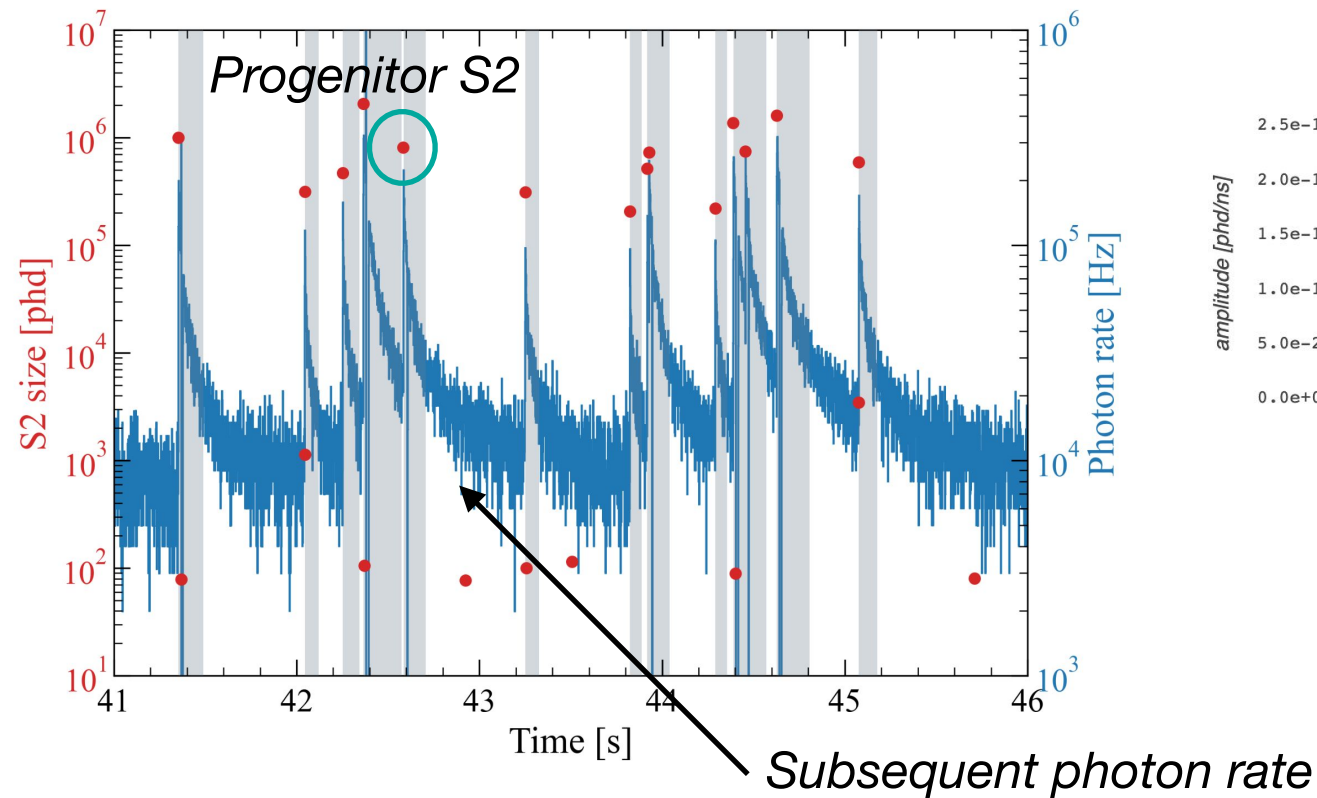 Progenitor S2
S2 size [phd]
10^7
10^6
10^5
10^4
10^3
10^2
10^1
41 42 43 44 45 46
Time [s]
10^6
10^5
10^4
10^3
Photon rate [Hz]
Subsequent photon rate
amplitude [phd/ns]
2.5e-1
2.0e-1
1.5e-1
1.0e-1
5.0e-2
0.0e+0